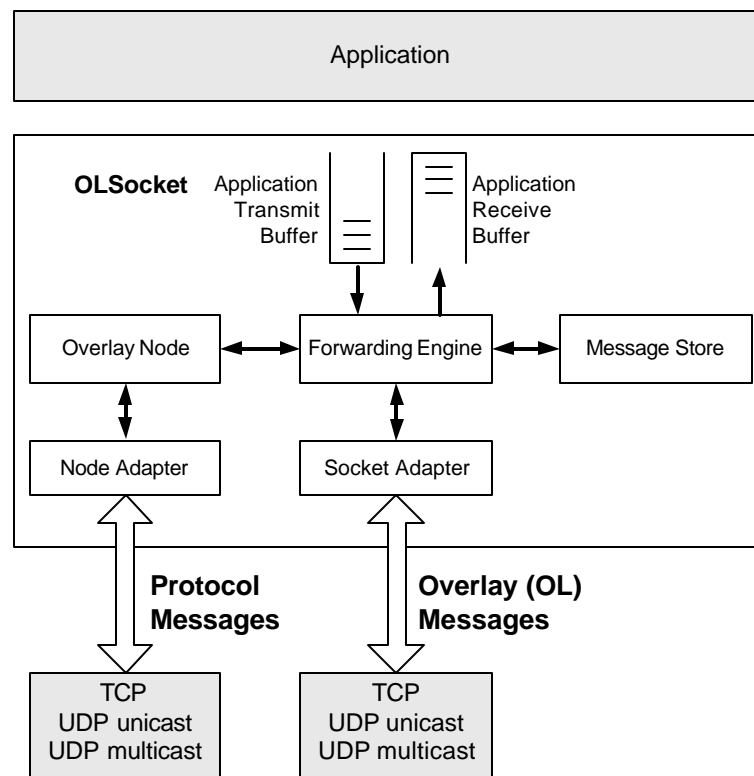 Application
OLSocket
Application
Transmit
Buffer
Application
Receive
Buffer
Overlay Node
Forwarding Engine
Message Store
Node Adapter
Socket Adapter
Protocol
Messages
Overlay (OL)
Messages
TCP
UDP unicast
UDP multicast
TCP
UDP unicast
UDP multicast